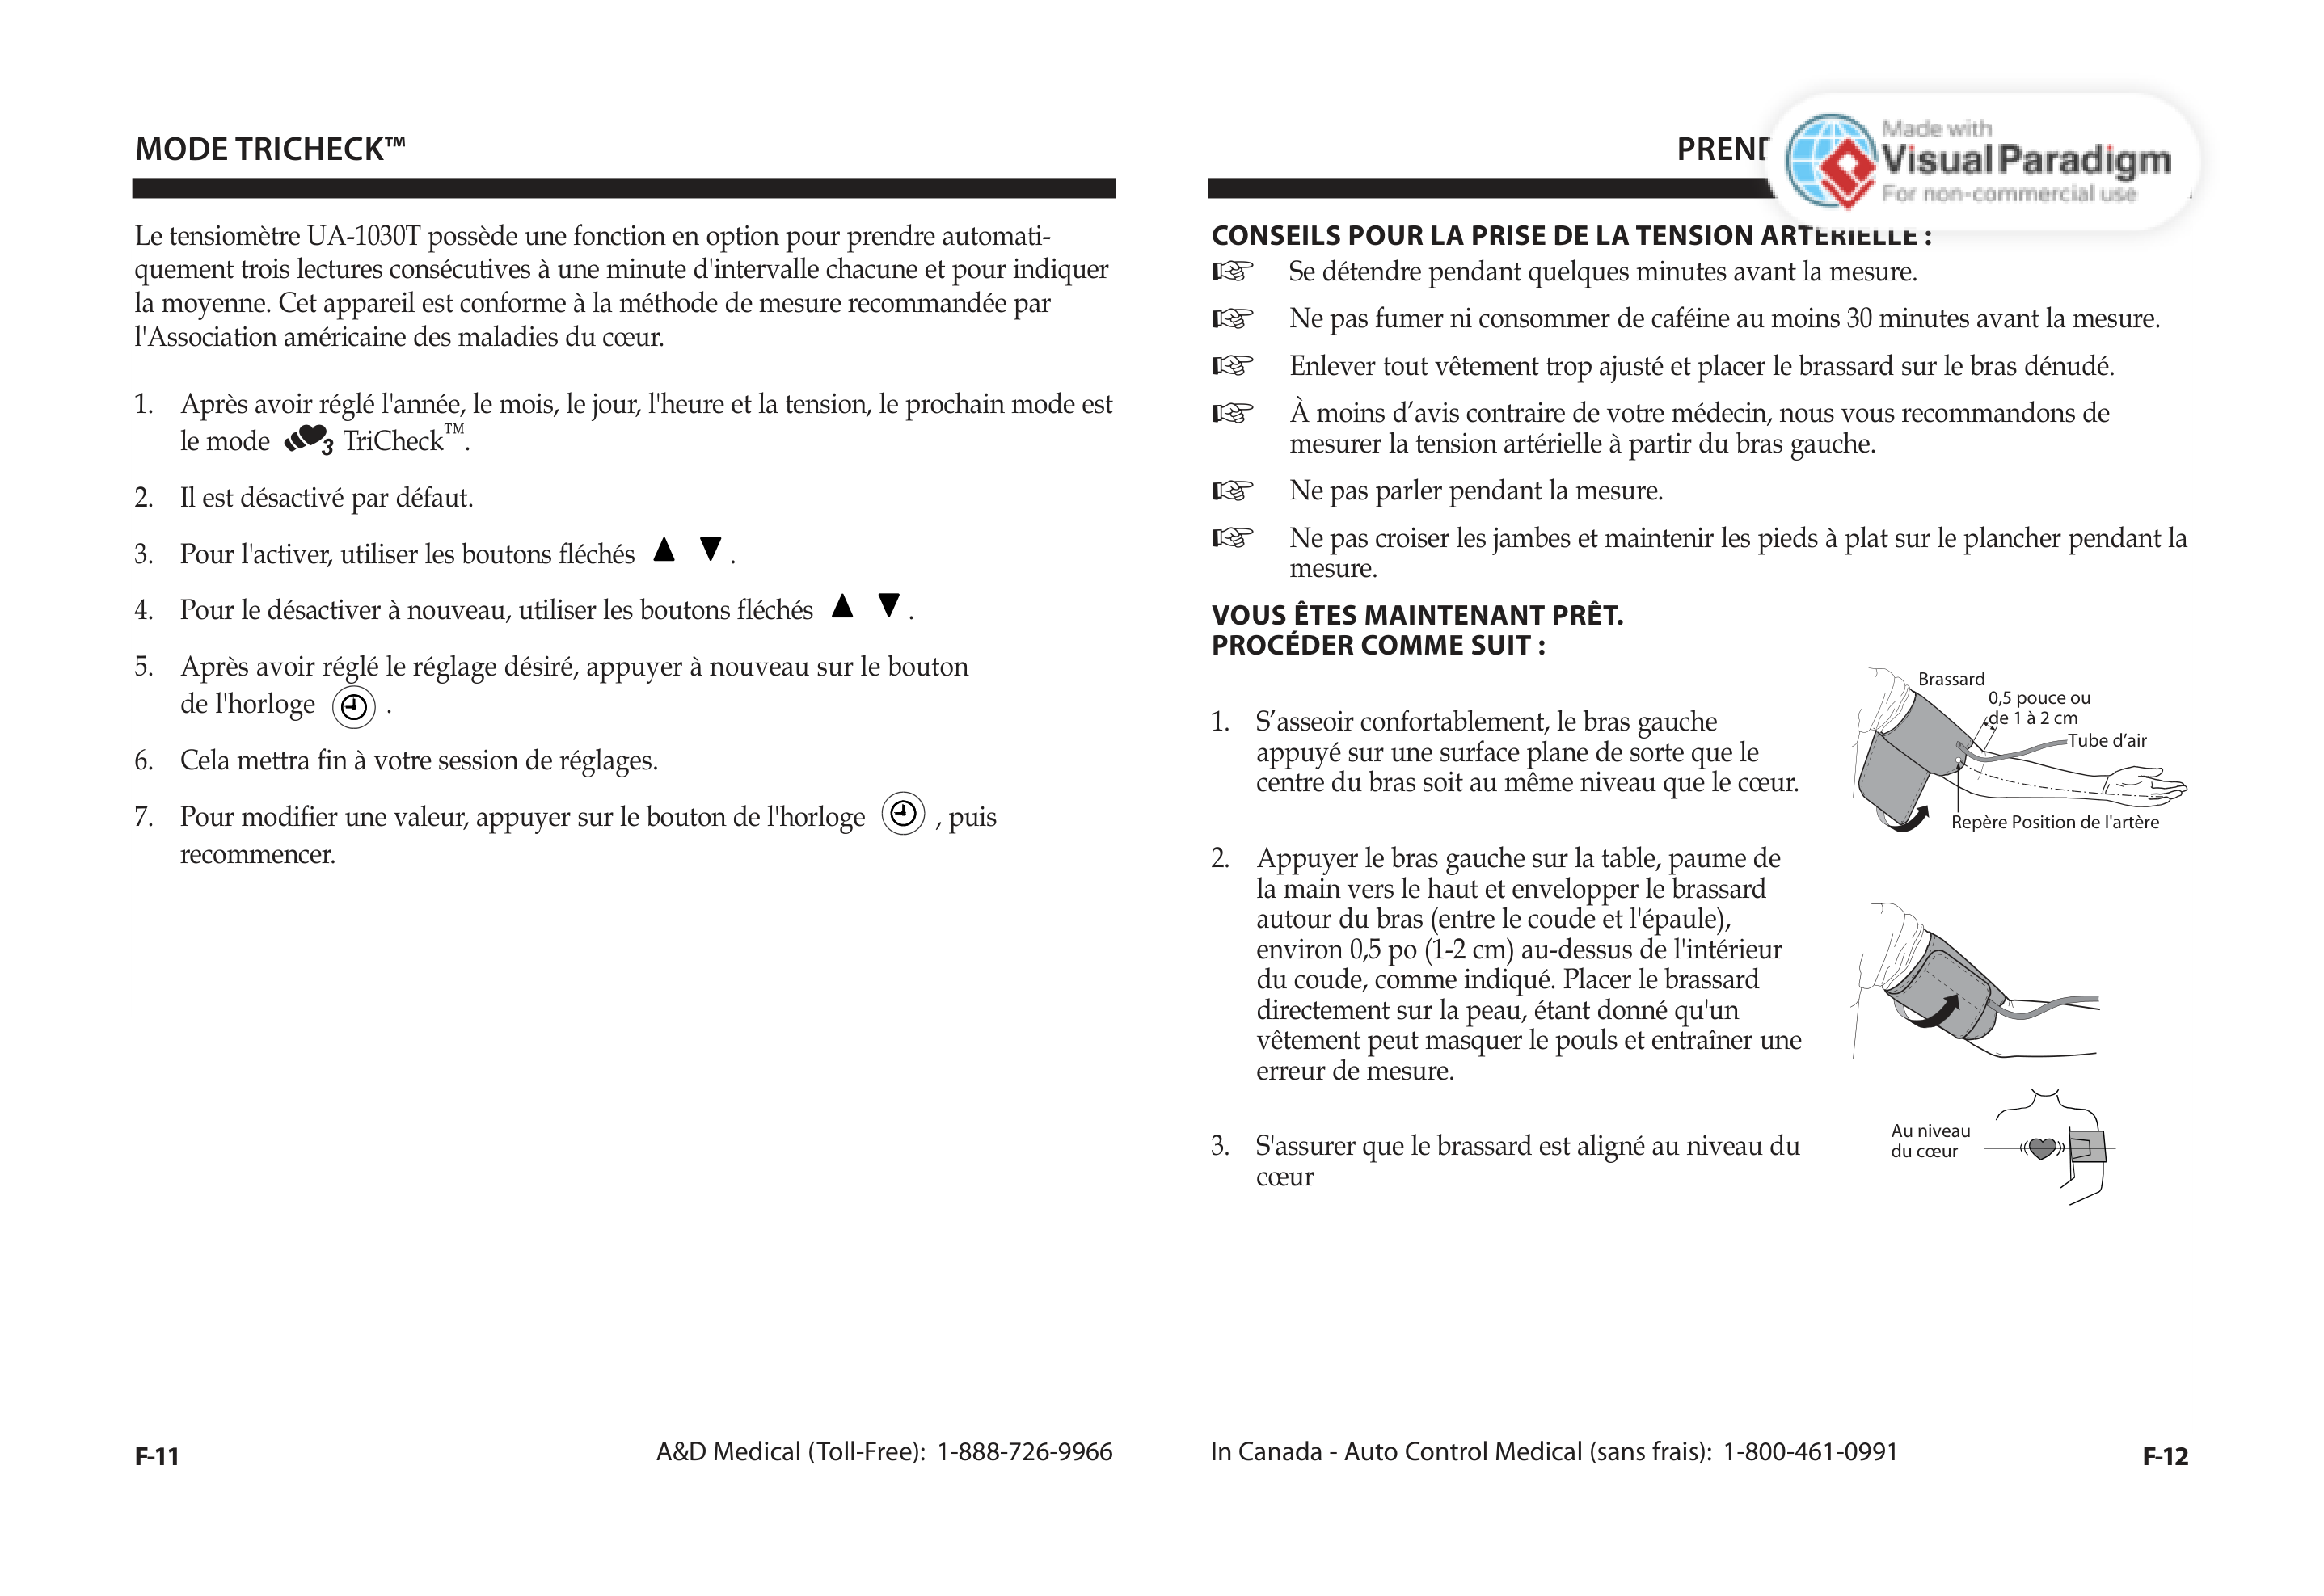 MODE TRICHECK™
Le tensiomètre UA-1030T possède une fonction en option pour prendre automati-
quement trois lectures consécutives à une minute d'intervalle chacune et pour indiquer
la moyenne. Cet appareil est conforme à la méthode de mesure recommandée par
l'Association américaine des maladies du cœur.
1. Après avoir réglé l'année, le mois, le jour, l'heure et la tension, le prochain mode est
le mode 3 TriCheck™.
2. Il est désactivé par défaut.
3. Pour l'activer, utiliser les boutons fléchés ▲ ▼ .
4. Pour le désactiver à nouveau, utiliser les boutons fléchés ▲ ▼ .
5. Après avoir réglé le réglage désiré, appuyer à nouveau sur le bouton
de l'horloge .
6. Cela mettra fin à votre session de réglages.
7. Pour modifier une valeur, appuyer sur le bouton de l'horloge , puis
recommencer.
F-11
A&D Medical (Toll-Free): 1-888-726-9966
Made with
Visual Paradigm
For non-commercial use
CONSEILS POUR LA PRISE DE LA TENSION ARTÉRIELLE :
☞ Se détendre pendant quelques minutes avant la mesure.
☞ Ne pas fumer ni consommer de caféine au moins 30 minutes avant la mesure.
☞ Enlever tout vêtement trop ajusté et placer le brassard sur le bras dénudé.
☞ À moins d’avis contraire de votre médecin, nous vous recommandons de
mesurer la tension artérielle à partir du bras gauche.
☞ Ne pas parler pendant la mesure.
☞ Ne pas croiser les jambes et maintenir les pieds à plat sur le plancher pendant la
mesure.
VOUS ÊTES MAINTENANT PRÊT.
PROCÉDER COMME SUIT :
1. S’asseoir confortablement, le bras gauche
appuyé sur une surface plane de sorte que le
centre du bras soit au même niveau que le cœur.
Brassard
0,5 pouce ou
de 1 à 2 cm
Tube d’air
Repère Position de l'artère
2. Appuyer le bras gauche sur la table, paume de
la main vers le haut et envelopper le brassard
autour du bras (entre le coude et l'épaule),
environ 0,5 po (1-2 cm) au-dessus de l'intérieur
du coude, comme indiqué. Placer le brassard
directement sur la peau, étant donné qu'un
vêtement peut masquer le pouls et entraîner une
erreur de mesure.
3. S'assurer que le brassard est aligné au niveau du
cœur
Au niveau
du cœur
In Canada - Auto Control Medical (sans frais): 1-800-461-0991
F-12